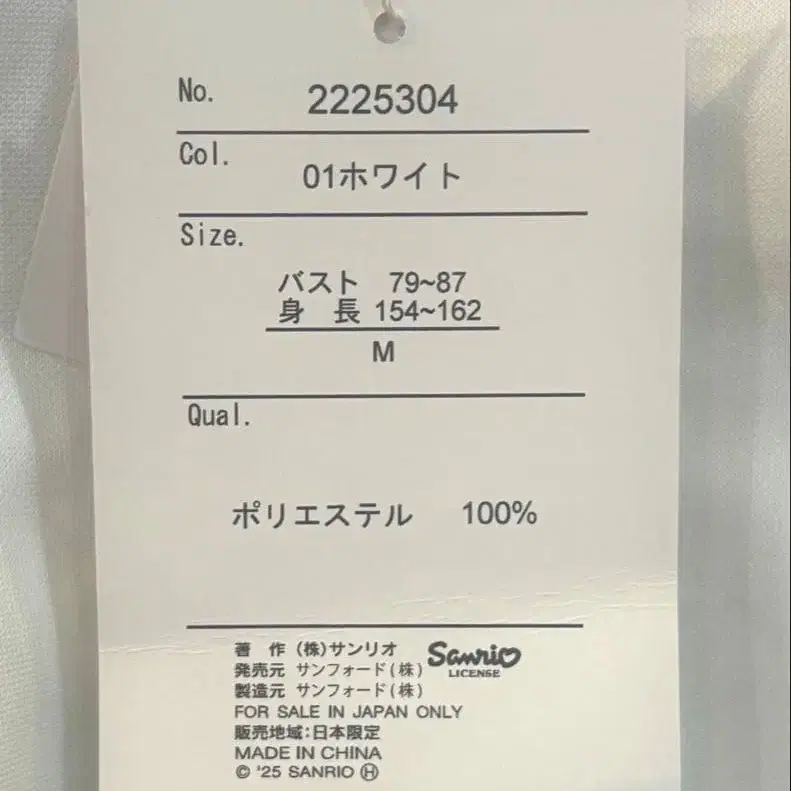 No. 2225304
Col. 01ホワイト
Size.
バスト 79~87
身 長 154~162
M
Qual.
ポリエステル 100%
著 作 (株)サンリオ
Sanrio
LICENSE
発売元 サンフォード(株)
製造元 サンフォード(株)
FOR SALE IN JAPAN ONLY
販売地域:日本限定
MADE IN CHINA
© '25 SANRIO Ⓗ